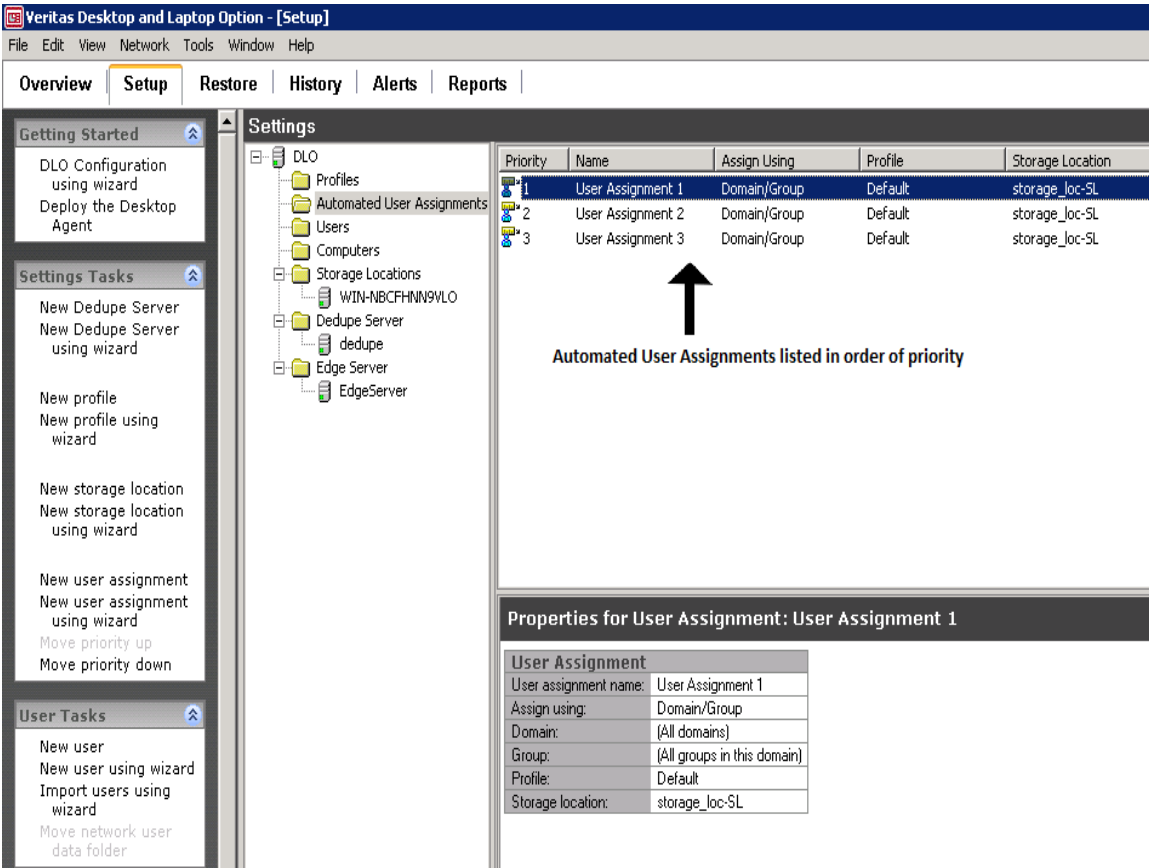 Veritas Desktop and Laptop Option - [Setup]
File Edit View Network Tools Window Help
Overview Setup Restore History Alerts Reports
Getting Started
DLO Configuration
using wizard
Deploy the Desktop
Agent
Settings Tasks
New Dedupe Server
New Dedupe Server
using wizard
New profile
New profile using
wizard
New storage location
New storage location
using wizard
New user assignment
New user assignment
using wizard
Move priority up
Move priority down
User Tasks
New user
New user using wizard
Import users using
wizard
Move network user
data folder
Settings
DLO
Profiles
Automated User Assignments
Users
Computers
Storage Locations
WIN-NBCFHNN9VLO
Dedupe Server
dedupe
Edge Server
EdgeServer
Priority Name Assign Using Profile Storage Location
1 User Assignment 1 Domain/Group Default storage_loc-SL
2 User Assignment 2 Domain/Group Default storage_loc-SL
3 User Assignment 3 Domain/Group Default storage_loc-SL
Automated User Assignments listed in order of priority
Properties for User Assignment: User Assignment 1
User Assignment
User assignment name: User Assignment 1
Assign using: Domain/Group
Domain: (All domains)
Group: (All groups in this domain)
Profile: Default
Storage location: storage_loc-SL